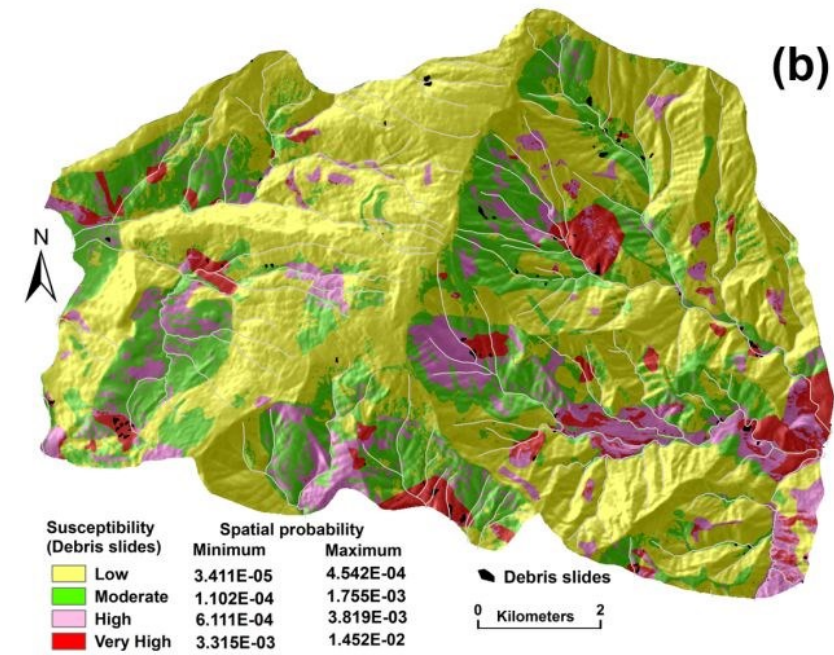 (b)
N
Susceptibility Spatial probability
(Debris slides) Minimum Maximum
Low 3.411E-05 4.542E-04
Moderate 1.102E-04 1.755E-03
High 6.111E-04 3.819E-03
Very High 3.315E-03 1.452E-02
Debris slides
0 Kilometers 2